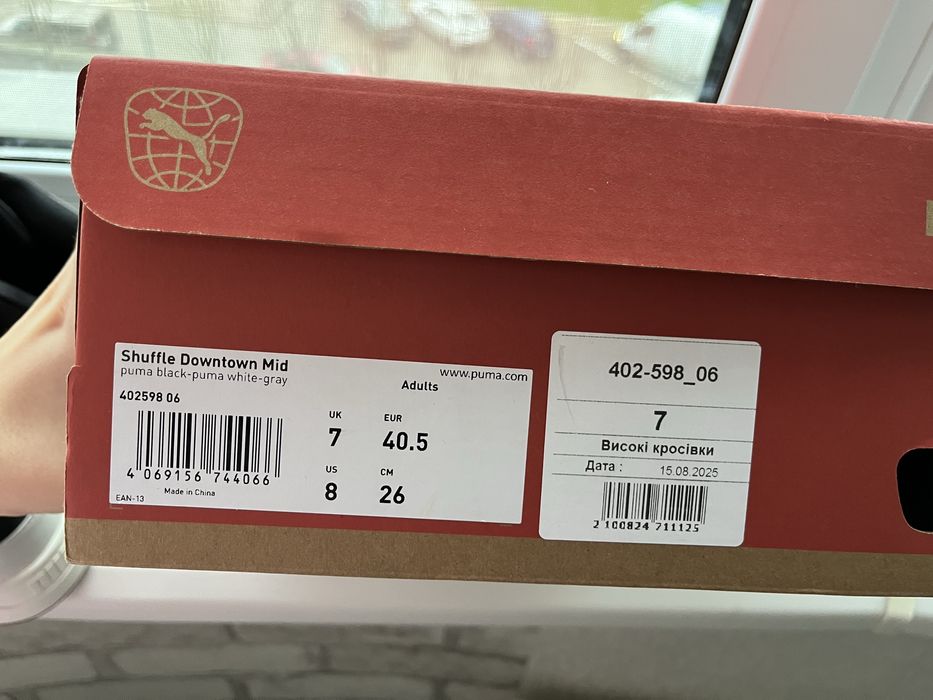 Shuffle Downtown Mid
puma black-puma white-gray
www.puma.com
Adults
402598 06
UK
7
EUR
40.5
US
8
CM
26
4 069156 744066
Made in China
EAN-13
402-598_06
7
Високі кросівки
Дата : 15.08.2025
2 100824 711125